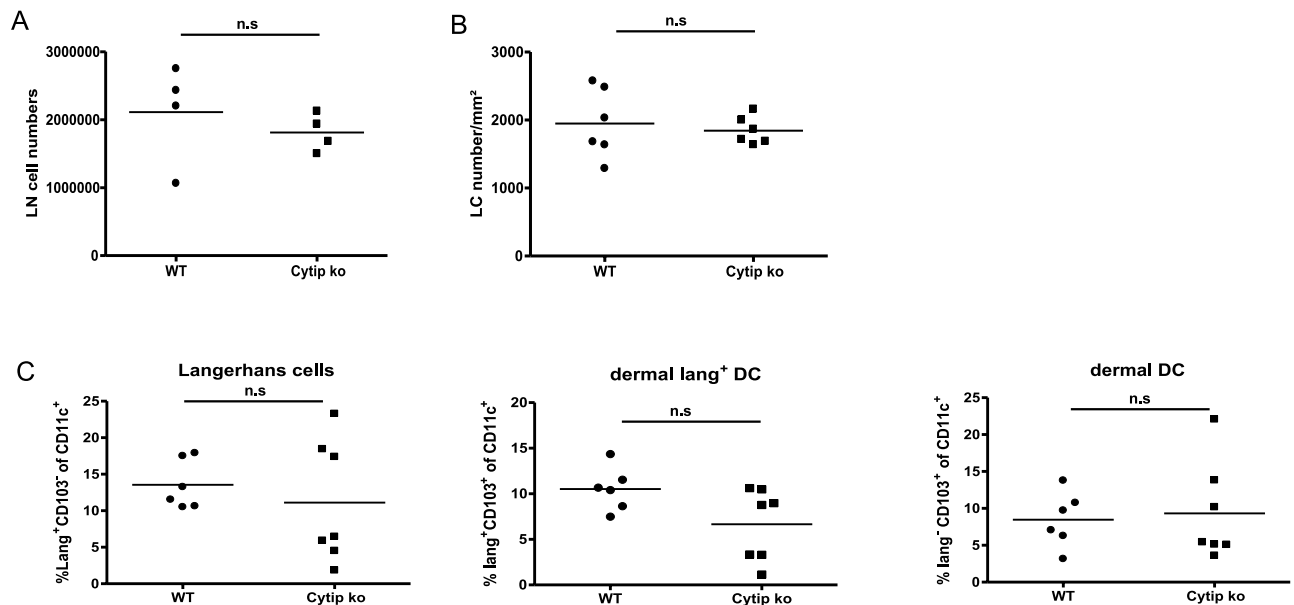 A
n.s
LN cell numbers
3000000
2000000
1000000
0
WT Cytip ko
B
n.s
LC number/mm²
3000
2000
1000
0
WT Cytip ko
C
Langerhans cells
n.s
%Lang⁺CD103⁻ of CD11c⁺
25
20
15
10
5
0
WT Cytip ko
dermal lang⁺ DC
n.s
% lang⁺CD103⁺ of CD11c⁺
20
15
10
5
0
WT Cytip ko
dermal DC
n.s
% lang⁻ CD103⁺ of CD11c⁺
25
20
15
10
5
0
WT Cytip ko